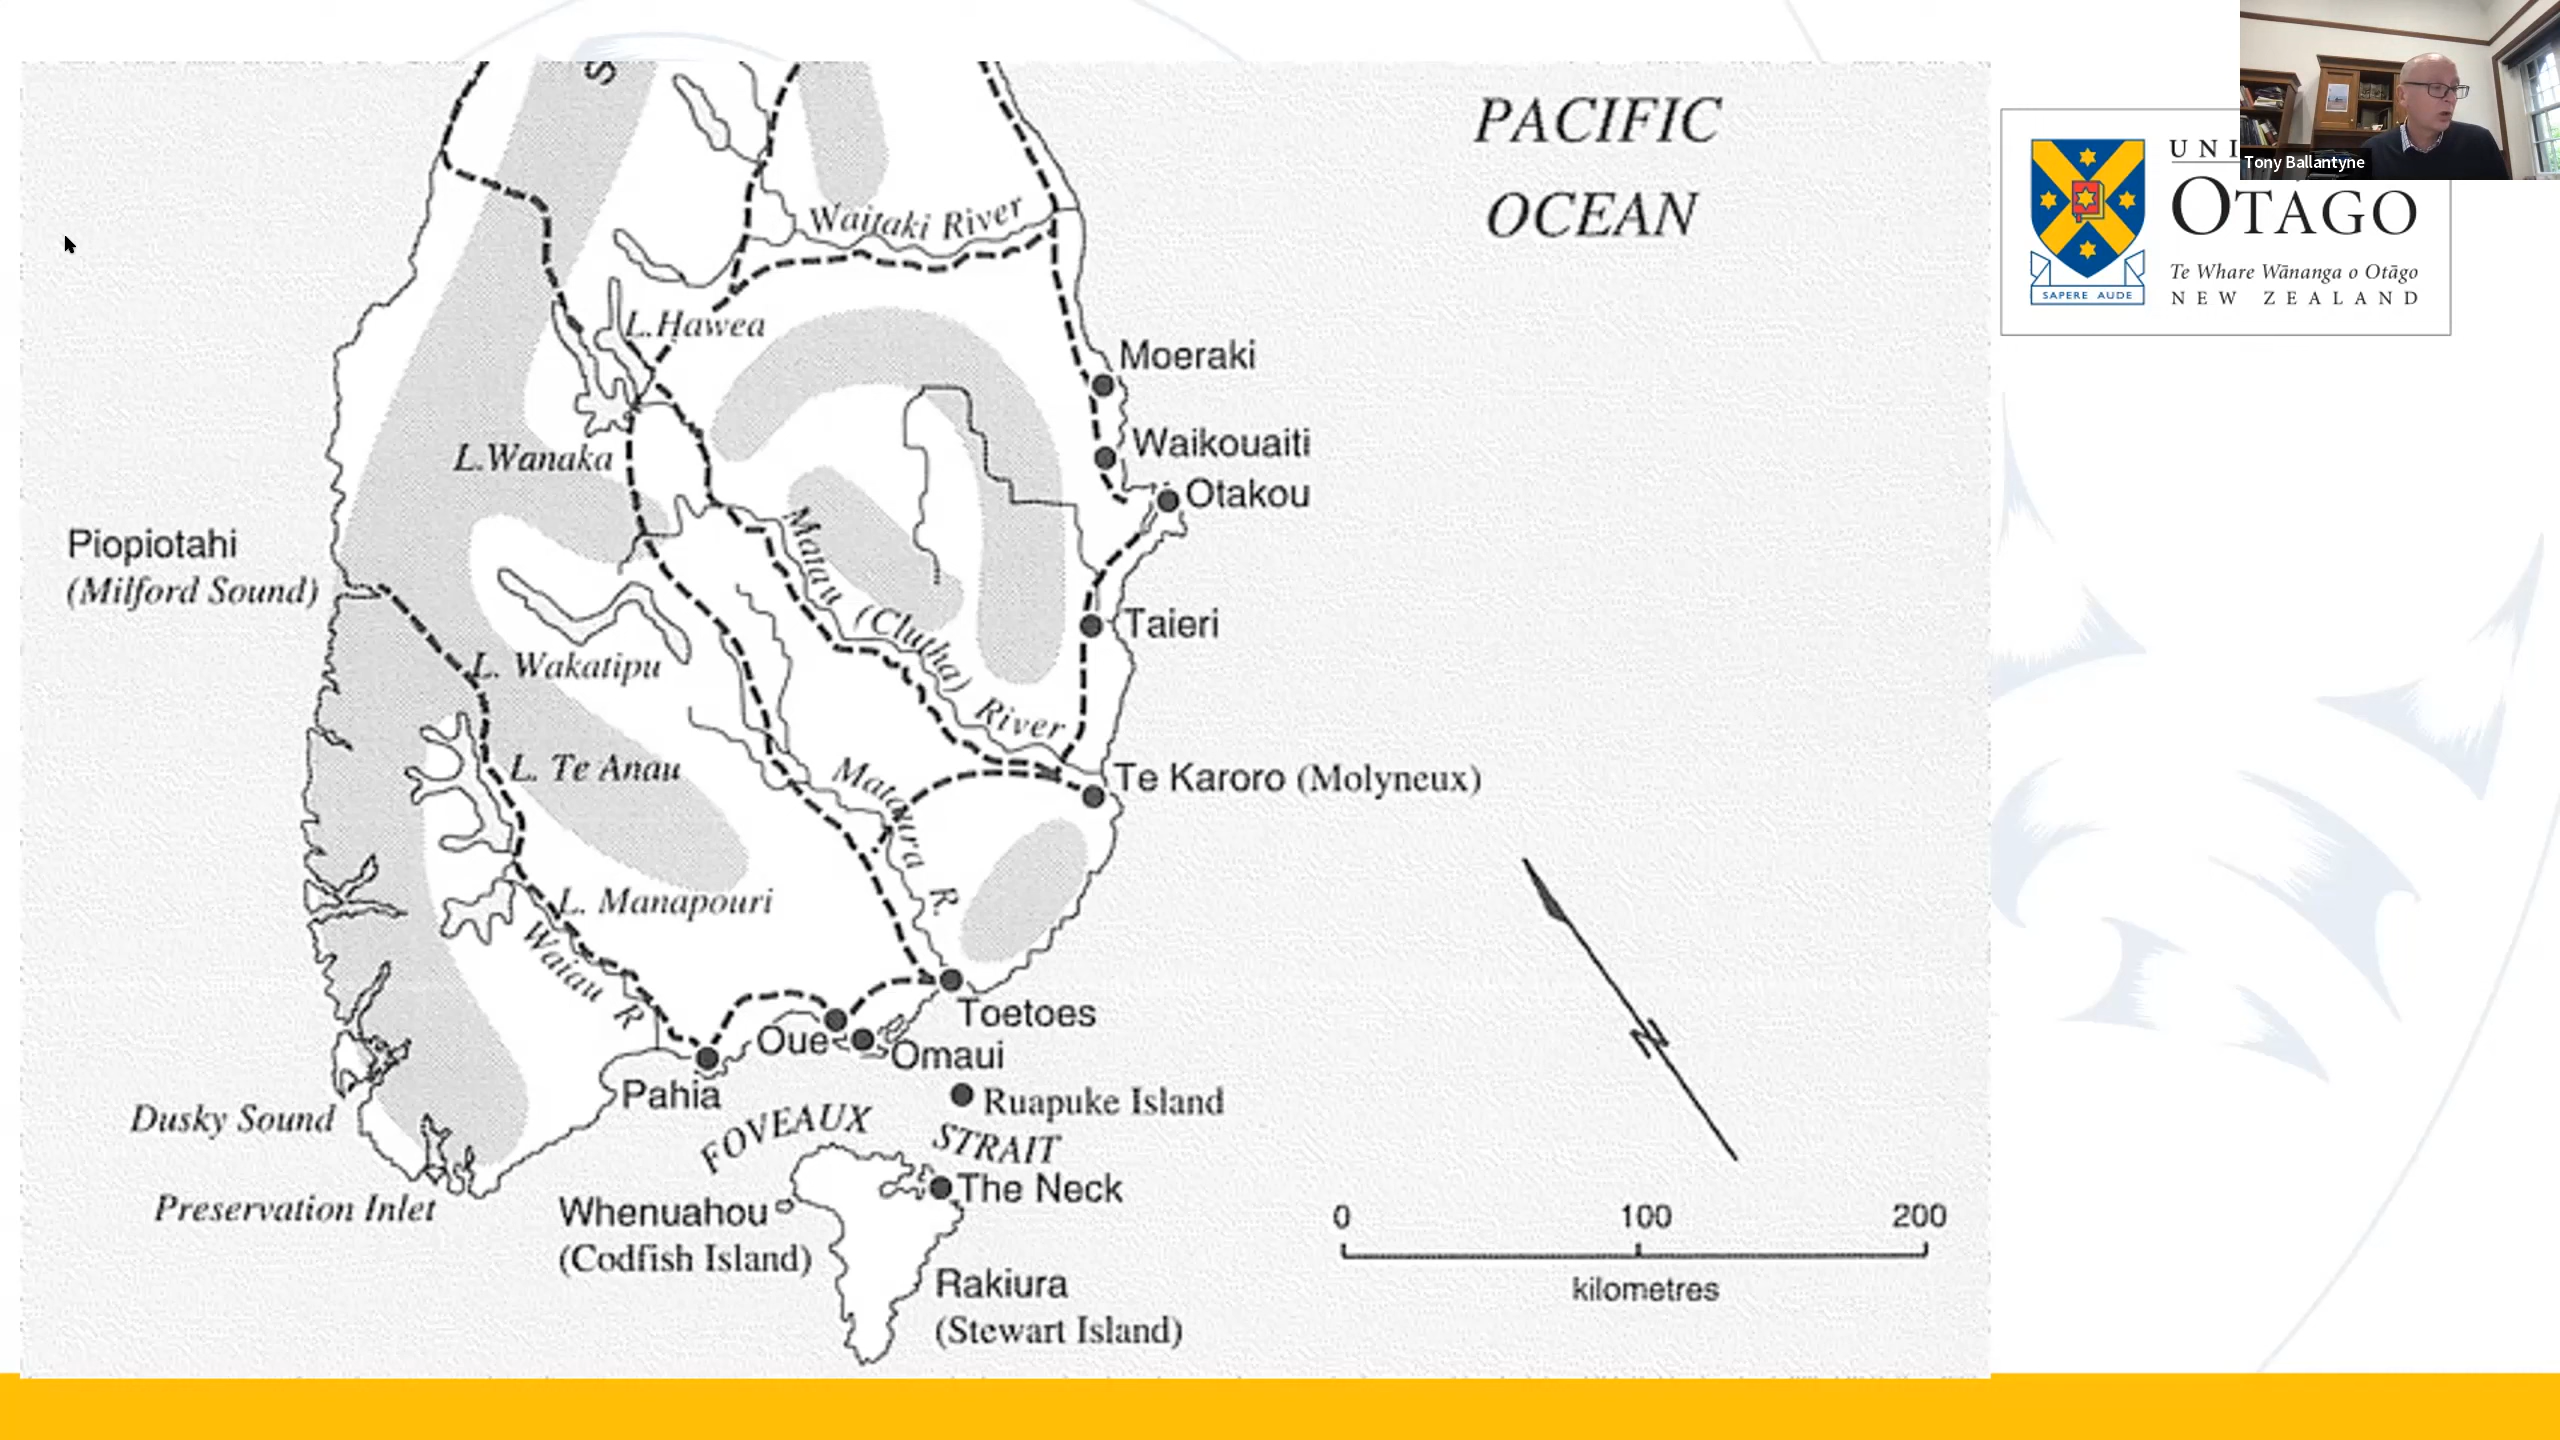 S
PACIFIC
OCEAN
Tony Ballantyne
UNI
OTAGO
Te Whare Wānanga o Otāgo
NEW ZEALAND
SAPERE AUDE
Waitaki River
L.Hawea
Moeraki
L.Wanaka
Waikouaiti
Otakou
Piopiotahi
(Milford Sound)
Matau (Clutha) River
Taieri
L. Wakatipu
L. Te Anau
Mataura R.
Te Karoro (Molyneux)
L. Manapouri
Waiau R
Toetoes
Oue
Omaui
Pahia
Ruapuke Island
Dusky Sound
FOVEAUX STRAIT
The Neck
Preservation Inlet
Whenuahou
(Codfish Island)
Rakiura
(Stewart Island)
N
0 100 200
kilometres